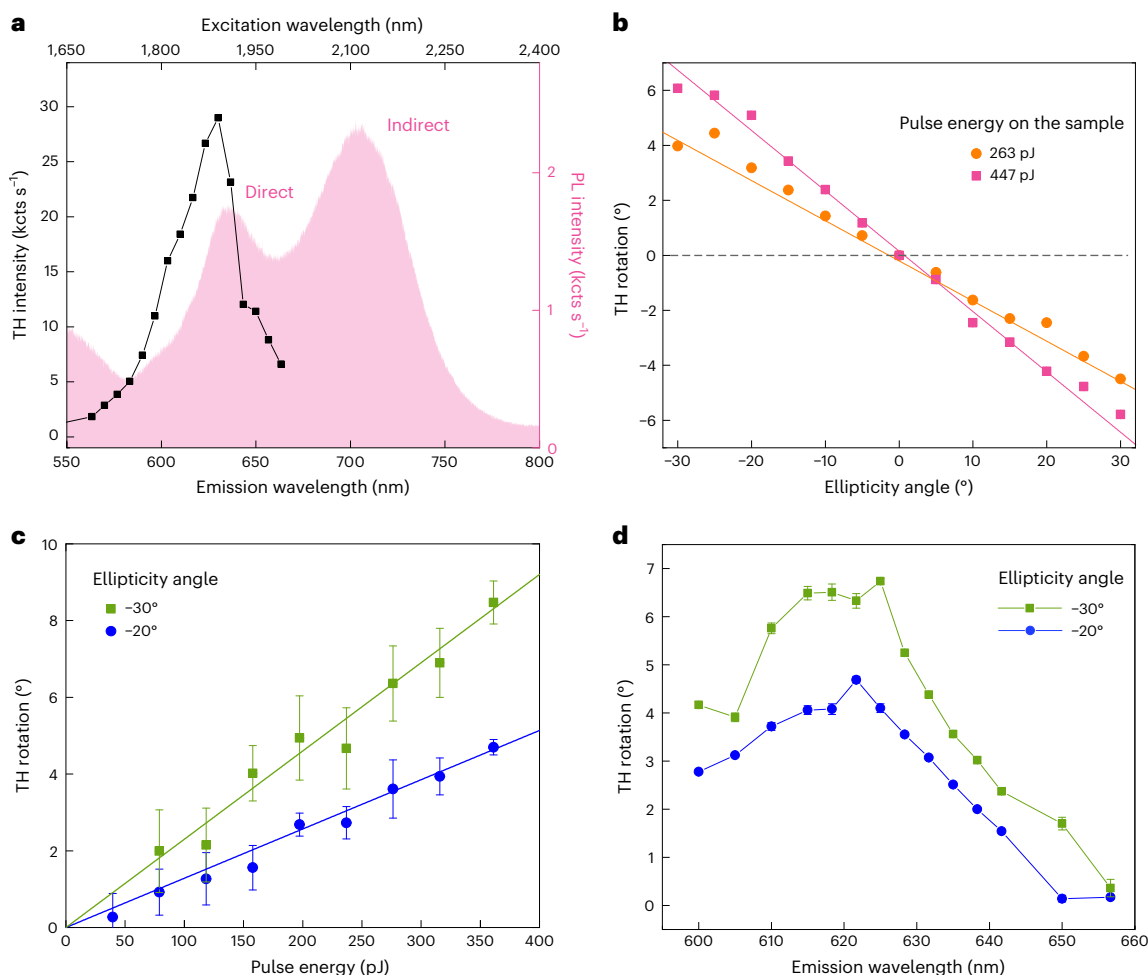 a
Excitation wavelength (nm)
1,650 1,800 1,950 2,100 2,250 2,400
30
25
20
15
10
5
0
TH intensity (kcts s⁻¹)
Direct
Indirect
2
1
0
PL intensity (kcts s⁻¹)
550 600 650 700 750 800
Emission wavelength (nm)
b
6
4
2
0
−2
−4
−6
TH rotation (°)
Pulse energy on the sample
263 pJ
447 pJ
−30 −20 −10 0 10 20 30
Ellipticity angle (°)
c
10
8
6
4
2
0
TH rotation (°)
Ellipticity angle
−30°
−20°
0 50 100 150 200 250 300 350 400
Pulse energy (pJ)
d
7
6
5
4
3
2
1
0
TH rotation (°)
Ellipticity angle
−30°
−20°
600 610 620 630 640 650 660
Emission wavelength (nm)